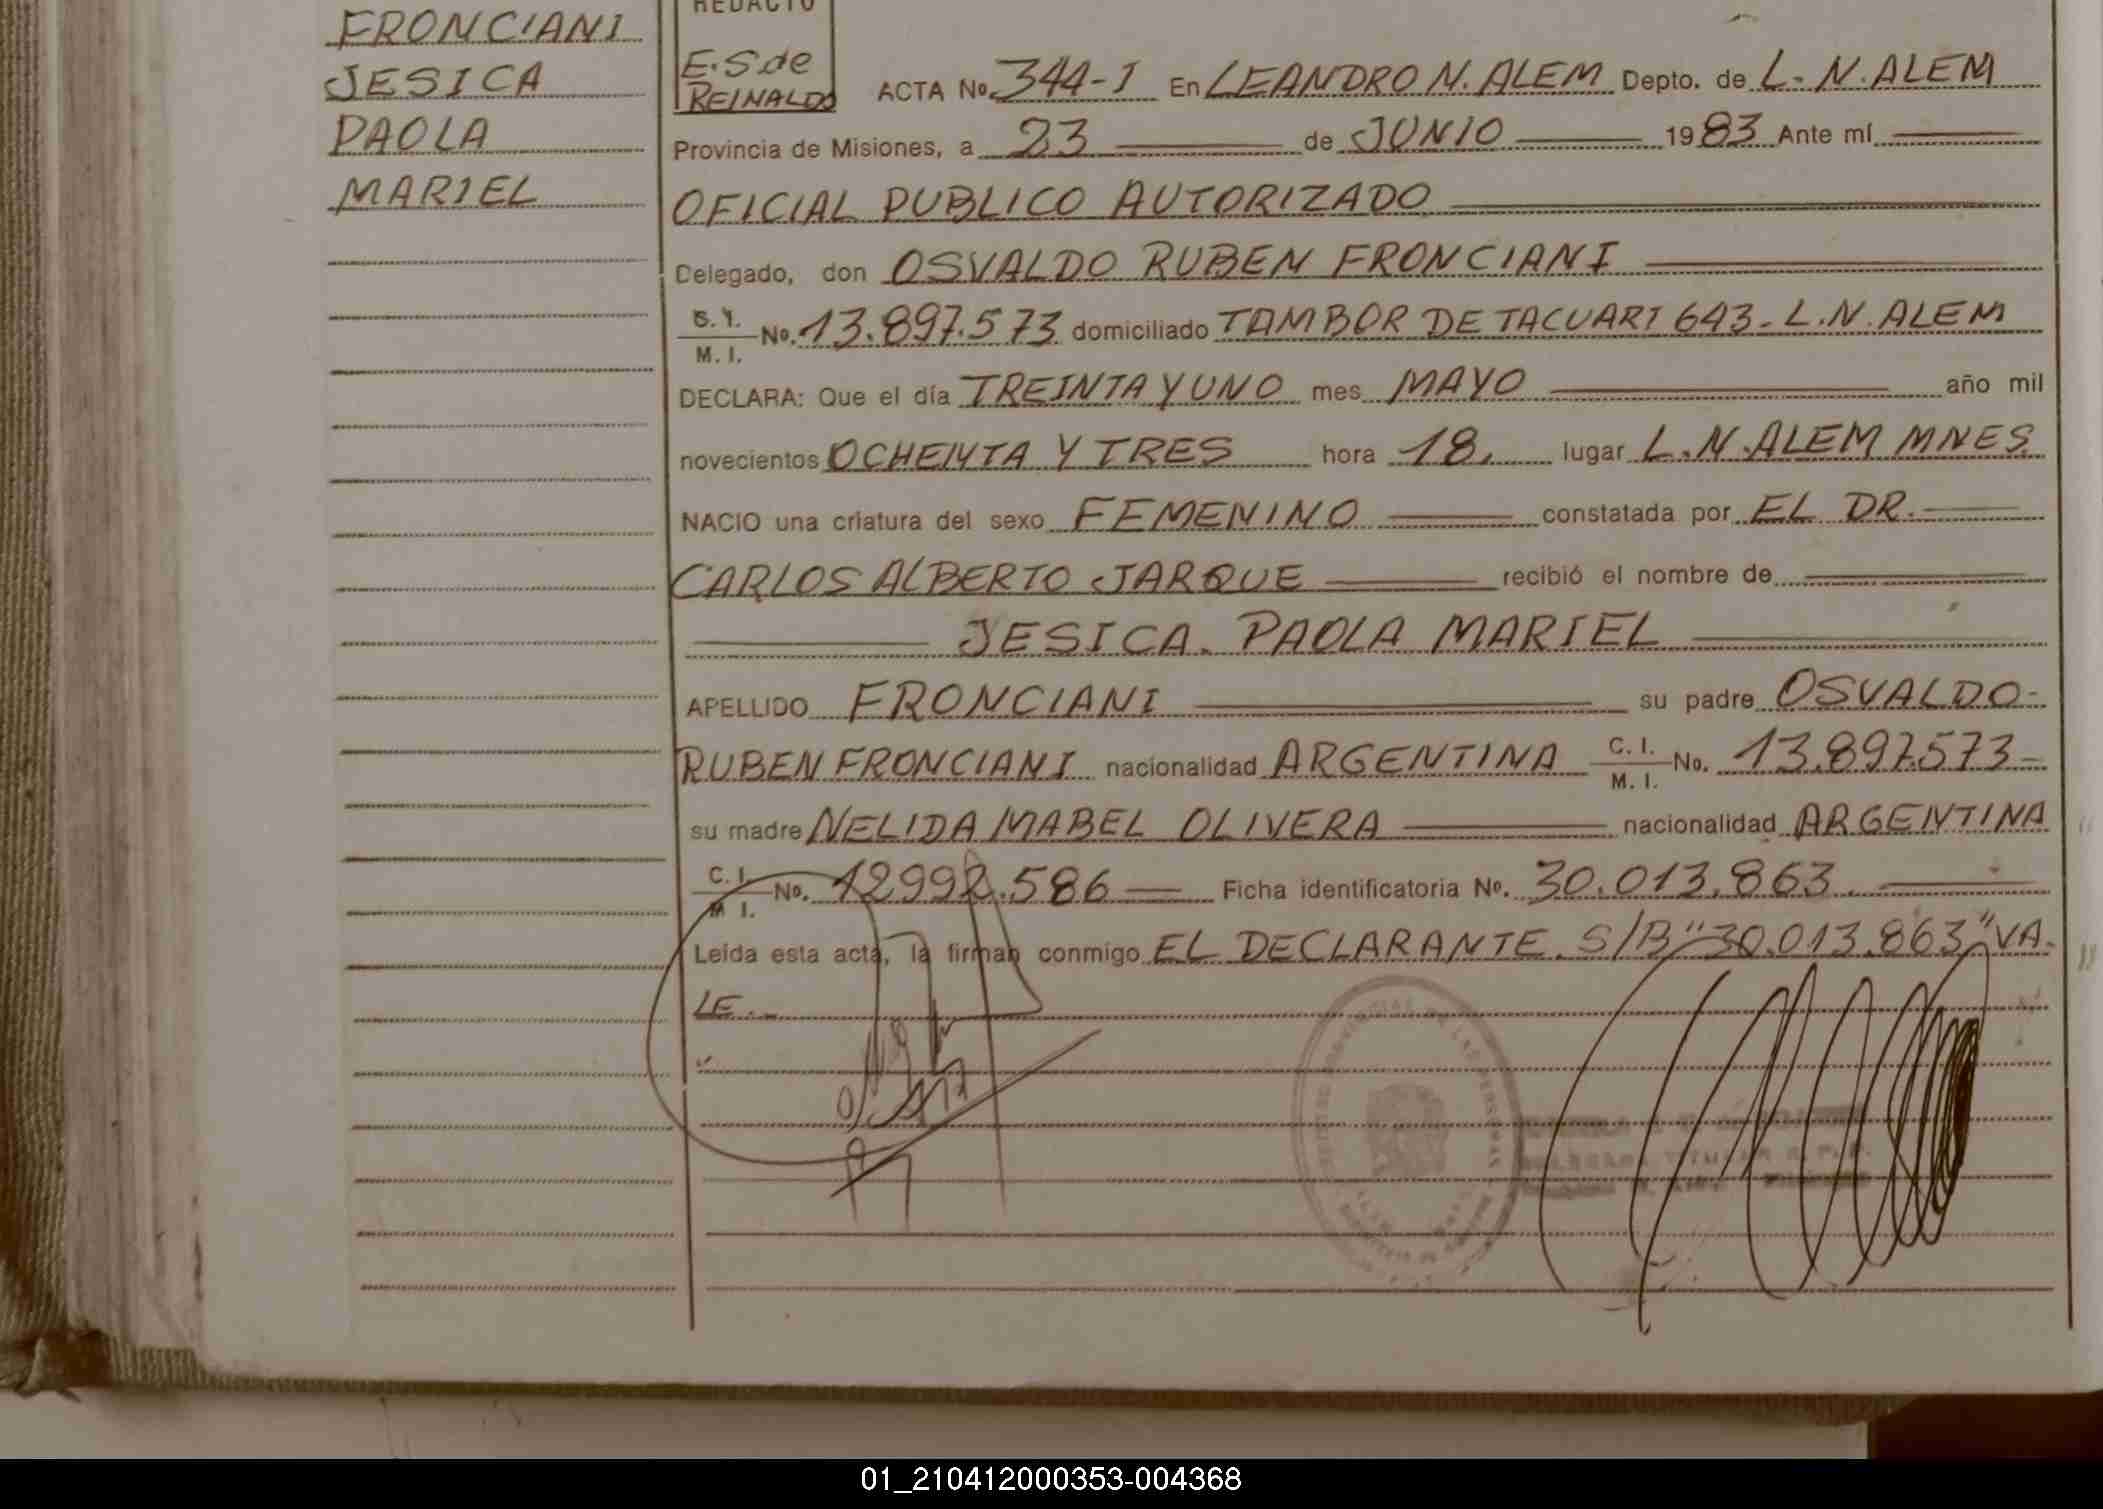 FRONCIANI
JESICA
PAOLA
MARIEL
REDACTO
E.S.de
REINALDO
ACTA No. 344-I En LEANDRO N. ALEM Depto. de L. N. ALEM
Provincia de Misiones, a 23 de JUNIO 1983 Ante mí
OFICIAL PUBLICO AUTORIZADO
Delegado, don OSVALDO RUBEN FRONCIANI
C. I.
M. I.
No. 13.897.573 domiciliado TAMBOR DE TACUARI 643-L.N.ALEM
DECLARA: Que el día TREINTA Y UNO mes MAYO año mil
novecientos OCHENTA Y TRES hora 18. lugar L.N.ALEM MNES.
NACIO una criatura del sexo FEMENINO constatada por EL DR.
CARLOS ALBERTO JARQUE recibió el nombre de
JESICA. PAOLA MARIEL
APELLIDO FRONCIANI su padre OSVALDO-
RUBEN FRONCIANI nacionalidad ARGENTINA C. I. M. I. No. 13.897.573-
su madre NELIDA MABEL OLIVERA nacionalidad ARGENTINA
C. I. M I. No. 12992.586 Ficha identificatoria No. 30.013.863.
Leída esta acta, la firman conmigo EL DECLARANTE. S/B "30.013.863" VA-
LE.-
01_210412000353-004368